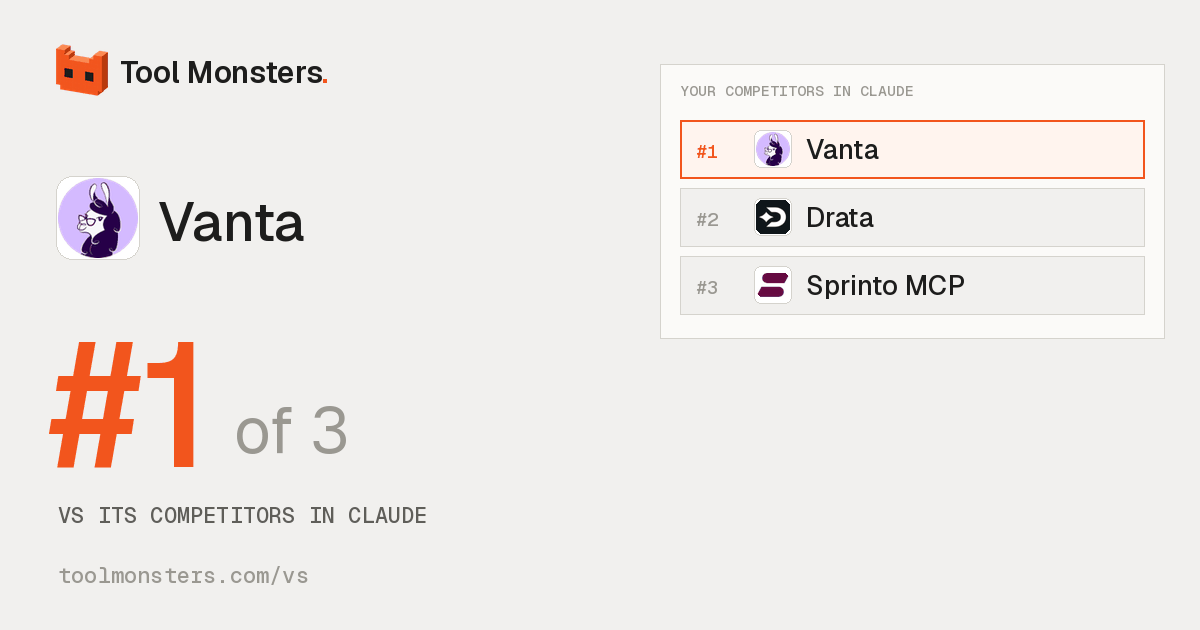 Tool Monsters.
Vanta
#1 of 3
VS ITS COMPETITORS IN CLAUDE
toolmonsters.com/vs
YOUR COMPETITORS IN CLAUDE
#1 Vanta
#2 Drata
#3 Sprinto MCP